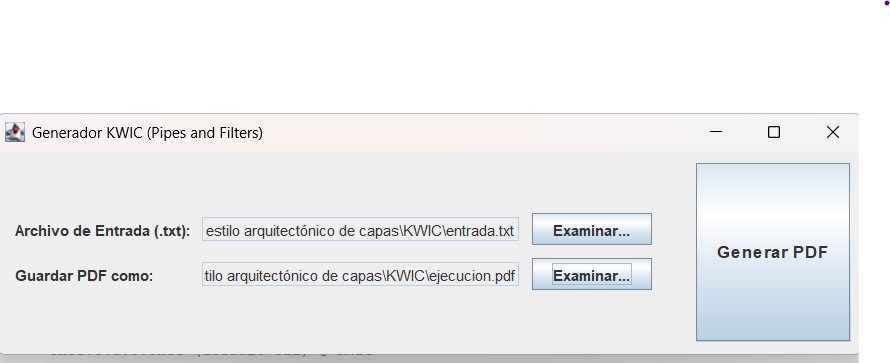 Generador KWIC (Pipes and Filters)
Archivo de Entrada (.txt): estilo arquitectónico de capas\KWIC\entrada.txt Examinar...
Generar PDF
Guardar PDF como: tilo arquitectónico de capas\KWIC\ejecucion.pdf Examinar...